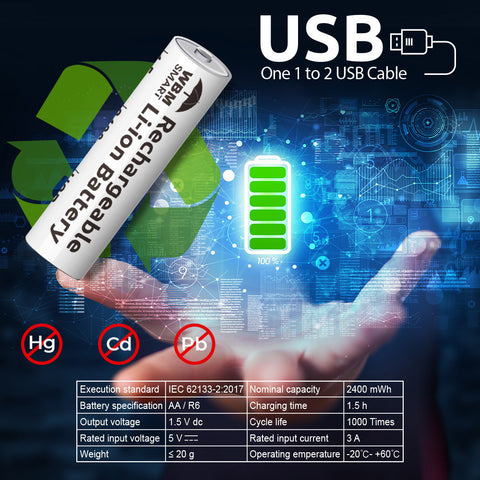 USB
One 1 to 2 USB Cable
WBM
SMART
Rechargeable
Li-ion Battery
100 %
Hg
Cd
Pb
Execution standard IEC 62133-2:2017 Nominal capacity 2400 mWh
Battery specification AA / R6 Charging time 1.5 h
Output voltage 1.5 V dc Cycle life 1000 Times
Rated input voltage 5 V ⎓ Rated input current 3 A
Weight ≤ 20 g Operating emperature -20°C- +60°C